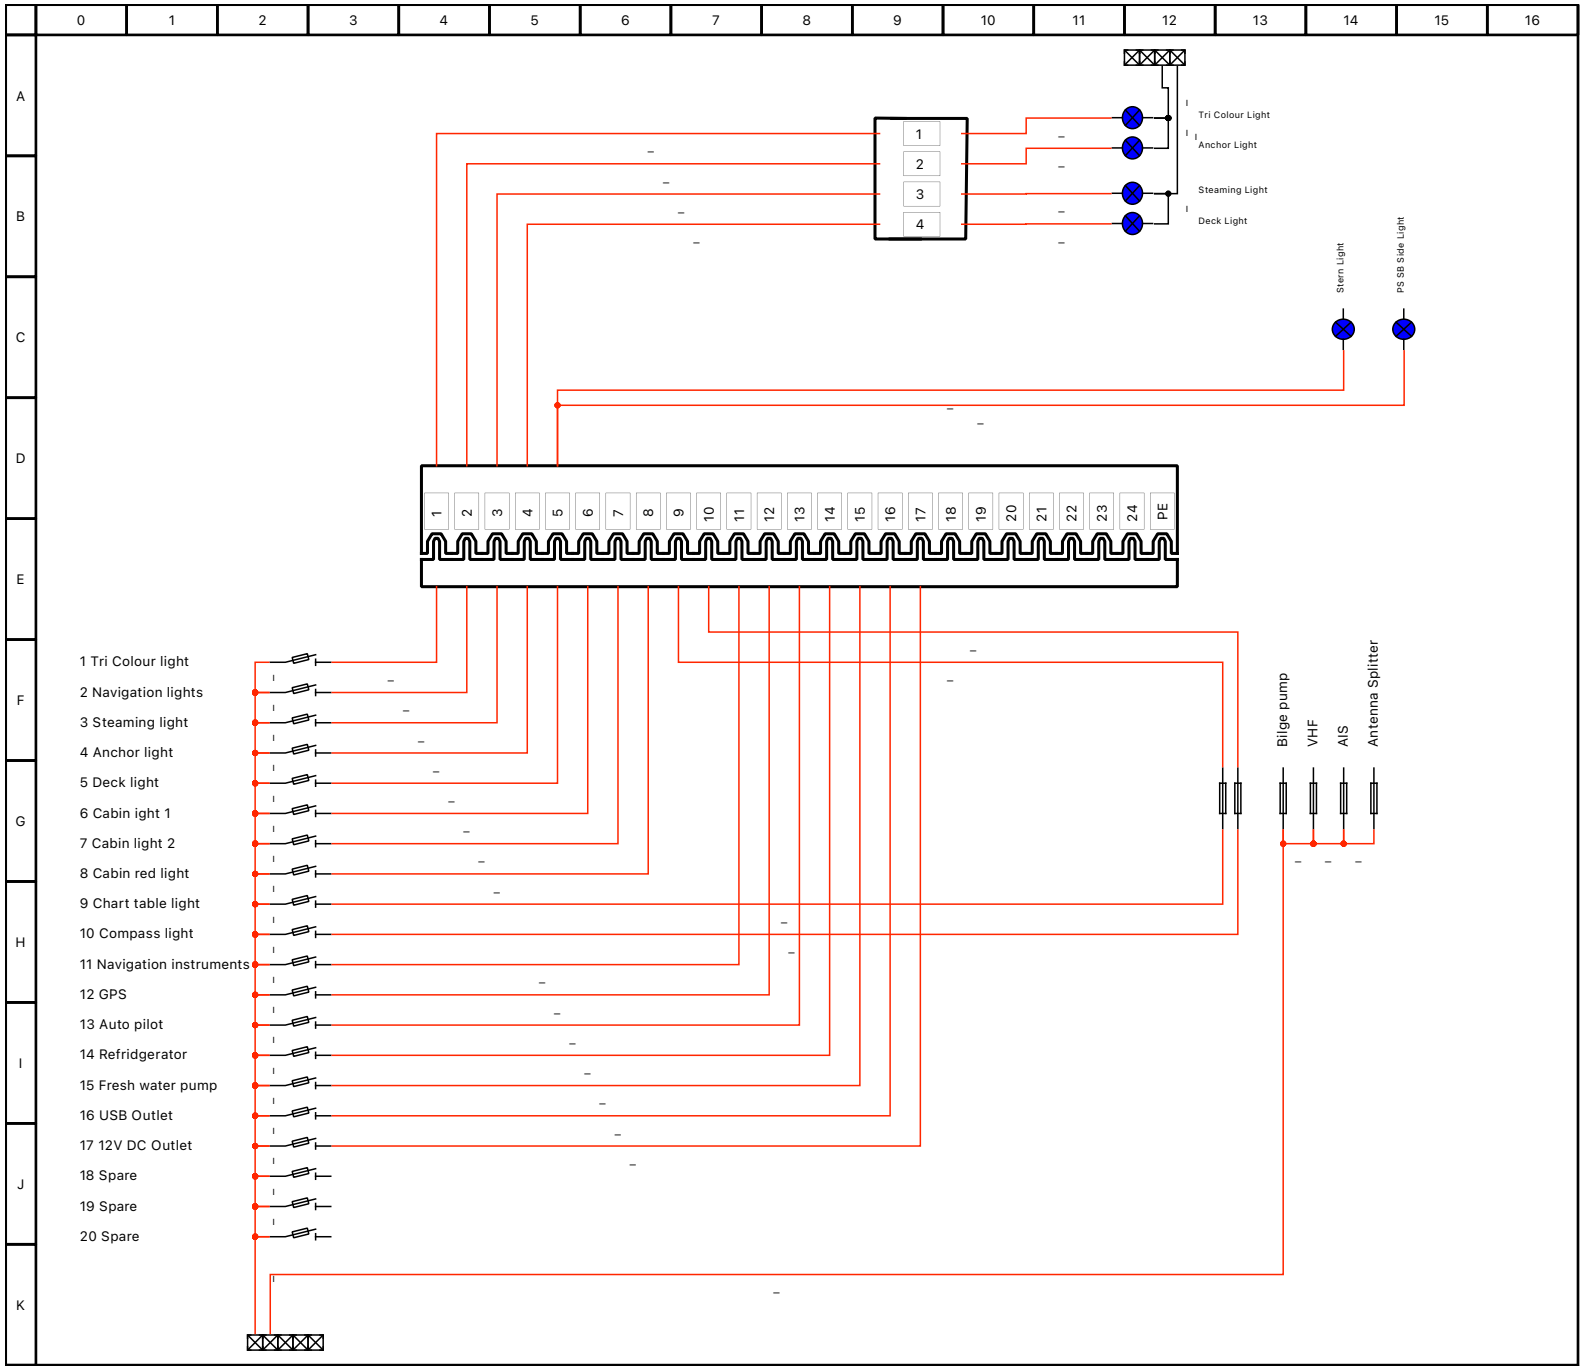 0 1 2 3 4 5 6 7 8 9 10 11 12 13 14 15 16
A
B
C
D
E
F
G
H
I
J
K
1
2
3
4
Tri Colour Light
Anchor Light
Steaming Light
Deck Light
Stern Light
PS SB Side Light
1 2 3 4 5 6 7 8 9 10 11 12 13 14 15 16 17 18 19 20 21 22 23 24 PE
1 Tri Colour light
2 Navigation lights
3 Steaming light
4 Anchor light
5 Deck light
6 Cabin ight 1
7 Cabin light 2
8 Cabin red light
9 Chart table light
10 Compass light
11 Navigation instruments
12 GPS
13 Auto pilot
14 Refridgerator
15 Fresh water pump
16 USB Outlet
17 12V DC Outlet
18 Spare
19 Spare
20 Spare
Bilge pump
VHF
AIS
Antenna Splitter